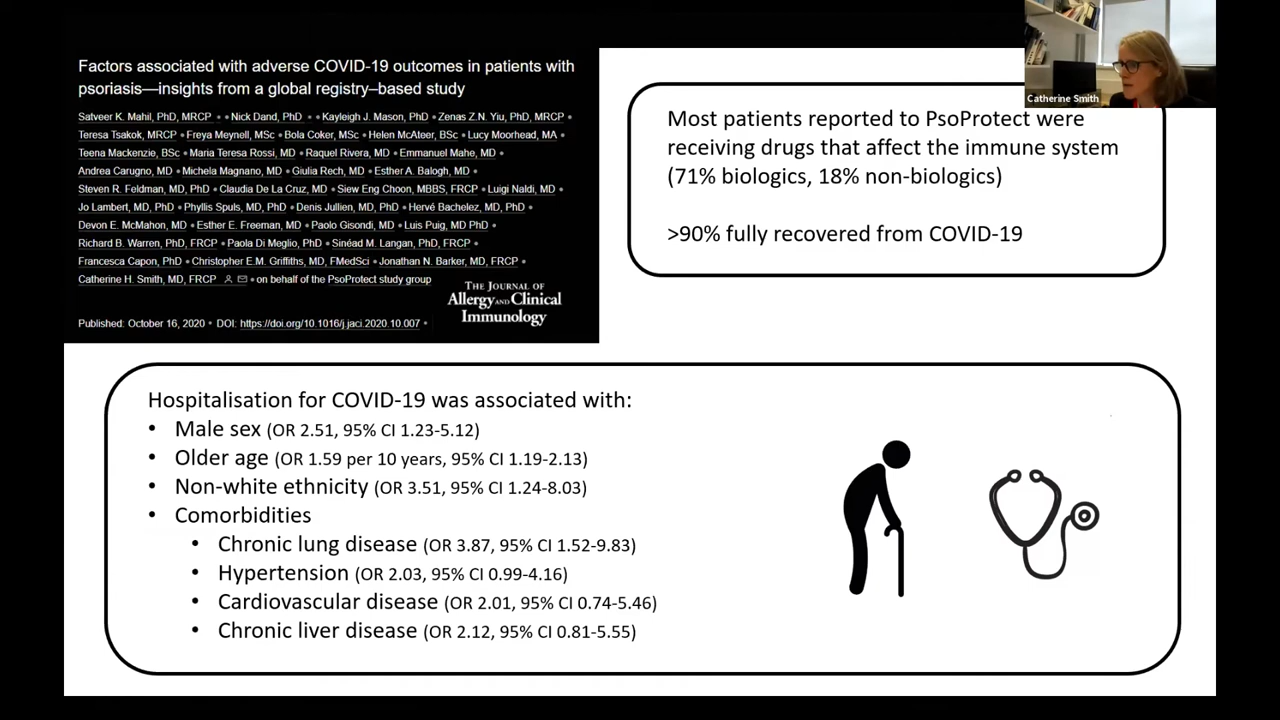 Factors associated with adverse COVID-19 outcomes in patients with
psoriasis—insights from a global registry–based study
Satveer K. Mahil, PhD, MRCP • • Nick Dand, PhD • • Kayleigh J. Mason, PhD • Zenas Z.N. Yiu, PhD, MRCP •
Teresa Tsakok, MRCP • Freya Meynell, MSc • Bola Coker, MSc • Helen McAteer, BSc • Lucy Moorhead, MA •
Teena Mackenzie, BSc • Maria Teresa Rossi, MD • Raquel Rivera, MD • Emmanuel Mahe, MD •
Andrea Carugno, MD • Michela Magnano, MD • Giulia Rech, MD • Esther A. Balogh, MD •
Steven R. Feldman, MD, PhD • Claudia De La Cruz, MD • Siew Eng Choon, MBBS, FRCP • Luigi Naldi, MD •
Jo Lambert, MD, PhD • Phyllis Spuls, MD, PhD • Denis Jullien, MD, PhD • Hervé Bachelez, MD, PhD •
Devon E. McMahon, MD • Esther E. Freeman, MD, PhD • Paolo Gisondi, MD • Luis Puig, MD PhD •
Richard B. Warren, PhD, FRCP • Paola Di Meglio, PhD • Sinéad M. Langan, PhD, FRCP •
Francesca Capon, PhD • Christopher E.M. Griffiths, MD, FMedSci • Jonathan N. Barker, MD, FRCP •
Catherine H. Smith, MD, FRCP • on behalf of the PsoProtect study group
THE JOURNAL OF
Allergy AND Clinical
Immunology
Published: October 16, 2020 • DOI: https://doi.org/10.1016/j.jaci.2020.10.007 •
Catherine Smith
Most patients reported to PsoProtect were
receiving drugs that affect the immune system
(71% biologics, 18% non-biologics)
>90% fully recovered from COVID-19
Hospitalisation for COVID-19 was associated with:
• Male sex (OR 2.51, 95% CI 1.23-5.12)
• Older age (OR 1.59 per 10 years, 95% CI 1.19-2.13)
• Non-white ethnicity (OR 3.51, 95% CI 1.24-8.03)
• Comorbidities
• Chronic lung disease (OR 3.87, 95% CI 1.52-9.83)
• Hypertension (OR 2.03, 95% CI 0.99-4.16)
• Cardiovascular disease (OR 2.01, 95% CI 0.74-5.46)
• Chronic liver disease (OR 2.12, 95% CI 0.81-5.55)